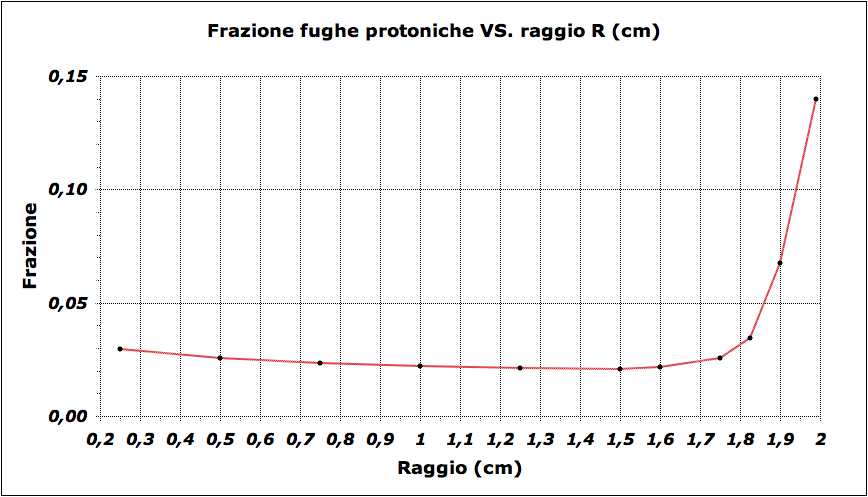 Frazione fughe protoniche VS. raggio R (cm)
0,15
0,10
0,05
0,00
Frazione
0,2 0,3 0,4 0,5 0,6 0,7 0,8 0,9 1 1,1 1,2 1,3 1,4 1,5 1,6 1,7 1,8 1,9 2
Raggio (cm)